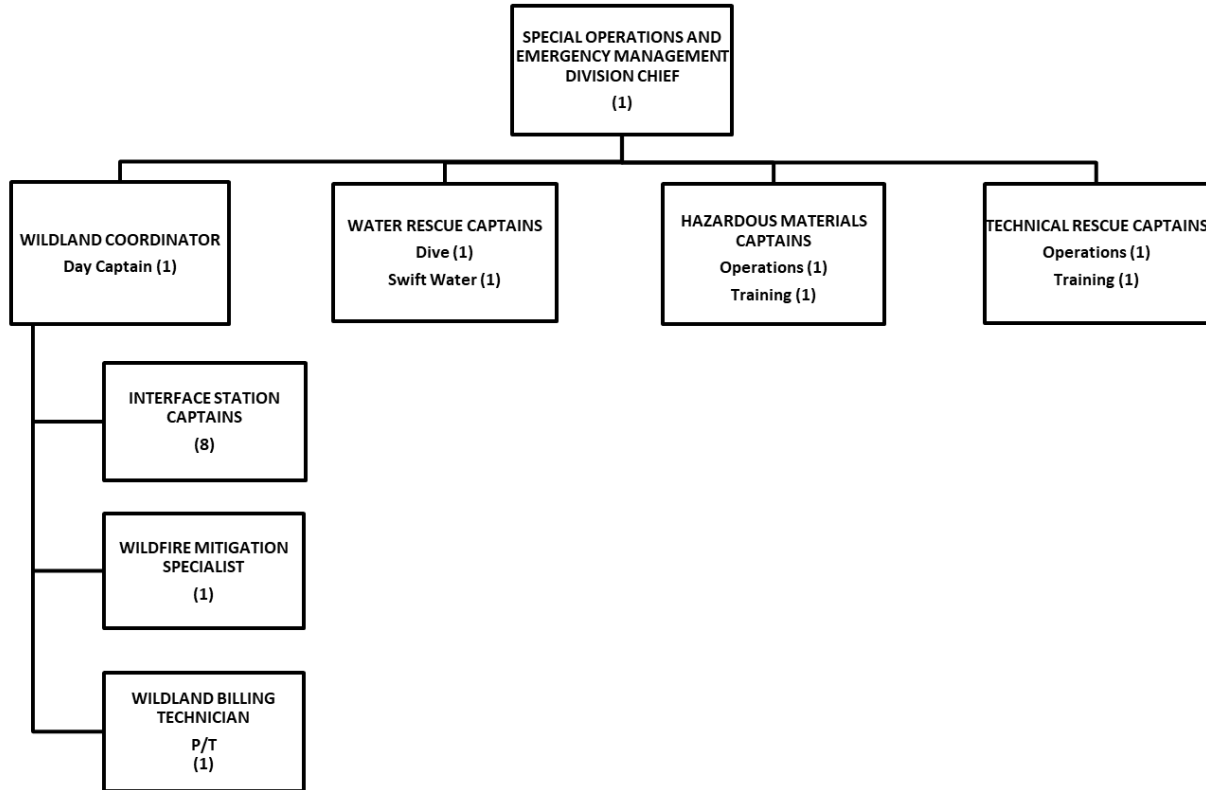 SPECIAL OPERATIONS AND
EMERGENCY MANAGEMENT
DIVISION CHIEF
(1)
WILDLAND COORDINATOR
Day Captain (1)
WATER RESCUE CAPTAINS
Dive (1)
Swift Water (1)
HAZARDOUS MATERIALS
CAPTAINS
Operations (1)
Training (1)
TECHNICAL RESCUE CAPTAINS
Operations (1)
Training (1)
INTERFACE STATION
CAPTAINS
(8)
WILDFIRE MITIGATION
SPECIALIST
(1)
WILDLAND BILLING
TECHNICIAN
P/T
(1)